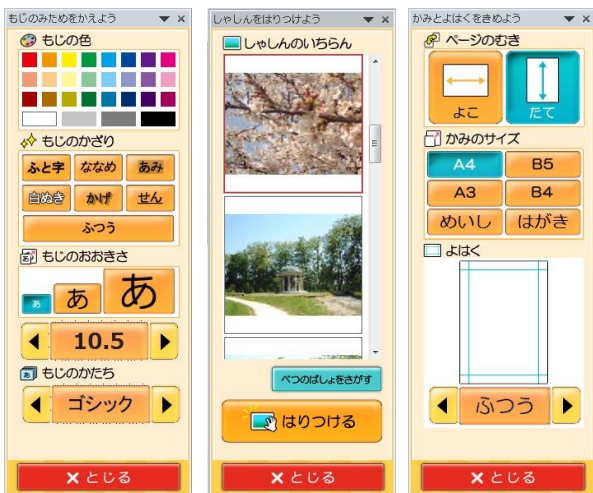 もじのみためをかえよう
もじの色
もじのかざり
ふと字 ななめ あみ
白ぬき かげ せん
ふつう
もじのおおきさ
あ あ あ
10.5
もじのかたち
ゴシック
とじる
しゃしんをはりつけよう
しゃしんのいちらん
べつのばしょをさがす
はりつける
とじる
かみとよはくをきめよう
ページのむき
よこ たて
かみのサイズ
A4 B5
A3 B4
めいし はがき
よはく
ふつう
とじる